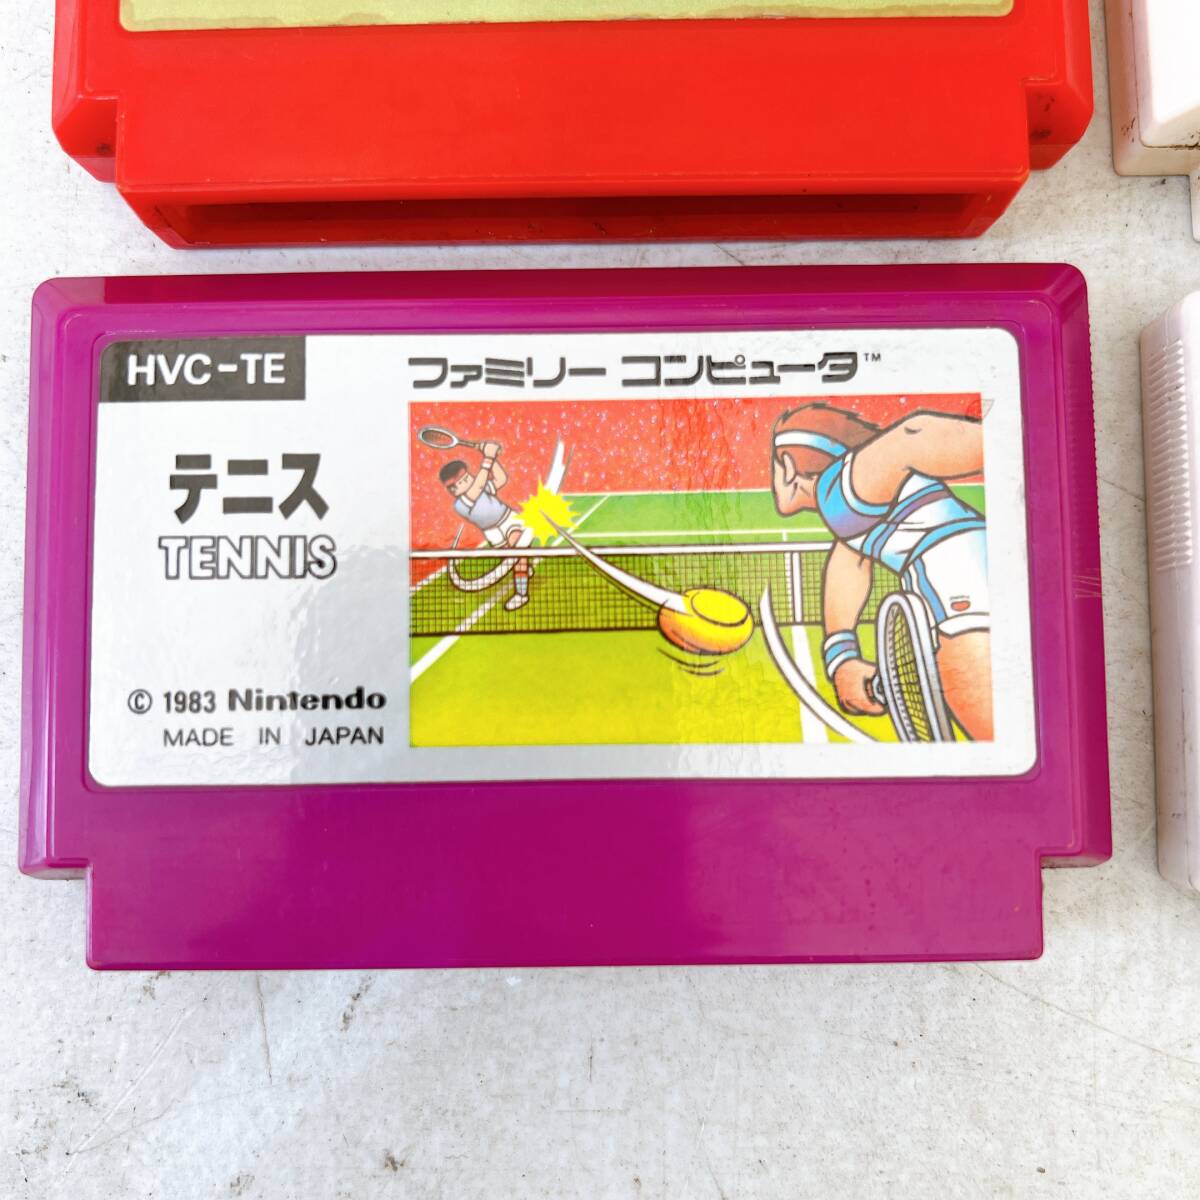 HVC-TE
ファミリー コンピュータ™
テニス
TENNIS
© 1983 Nintendo
MADE IN JAPAN